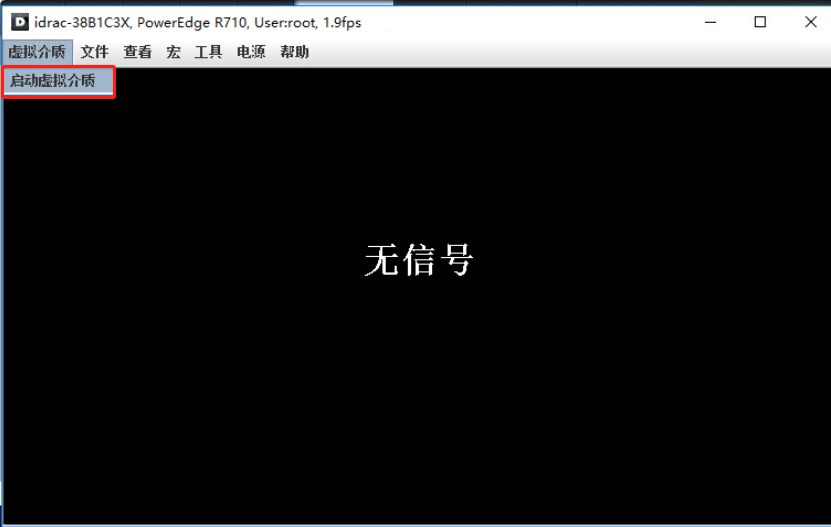 idrac-38B1C3X, PowerEdge R710, User:root, 1.9fps
虚拟介质 文件 查看 宏 工具 电源 帮助
启动虚拟介质
无信号